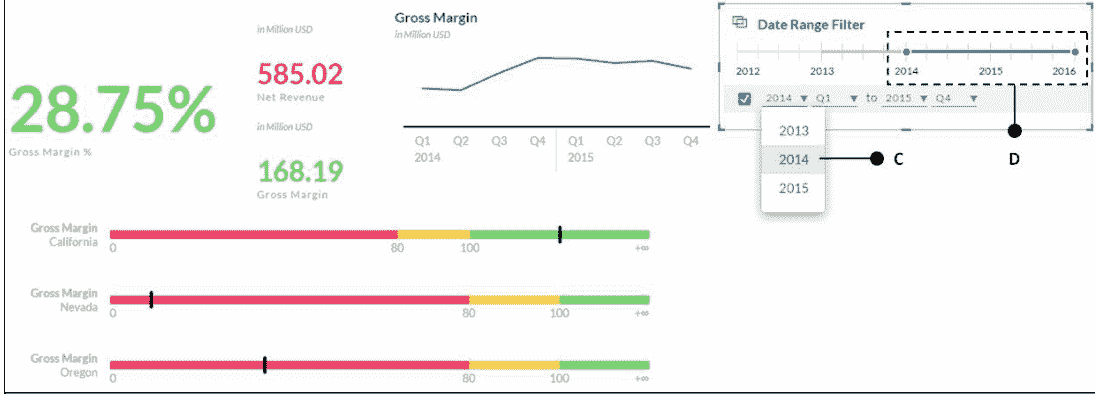 28.75%
Gross Margin %
in Million USD
585.02
Net Revenue
in Million USD
168.19
Gross Margin
Gross Margin
in Million USD
Q1 Q2 Q3 Q4 Q1 Q2 Q3 Q4
2014 2015
Date Range Filter
2012 2013 2014 2015 2016
2014 Q1 to 2015 Q4
2013
2014
2015
C
D
Gross Margin
California
0 80 100 +∞
Gross Margin
Nevada
0 80 100 +∞
Gross Margin
Oregon
0 80 100 +∞